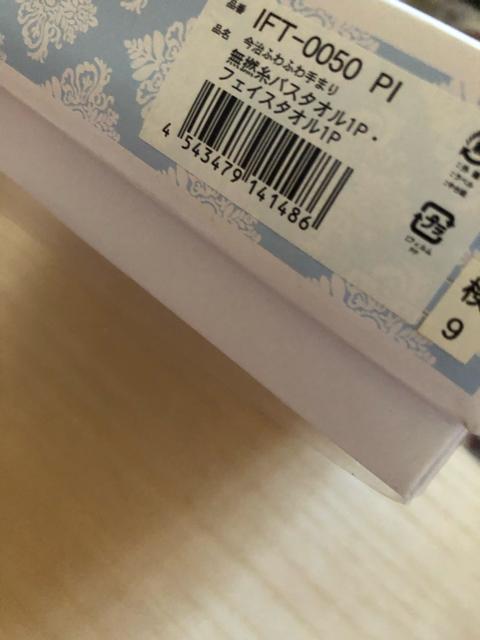 品番 IFT-0050 PI
品名 今治ふわふわ手まり
無撚糸バスタオル1P・
フェイスタオル1P
4 543479 141486
プラ
9